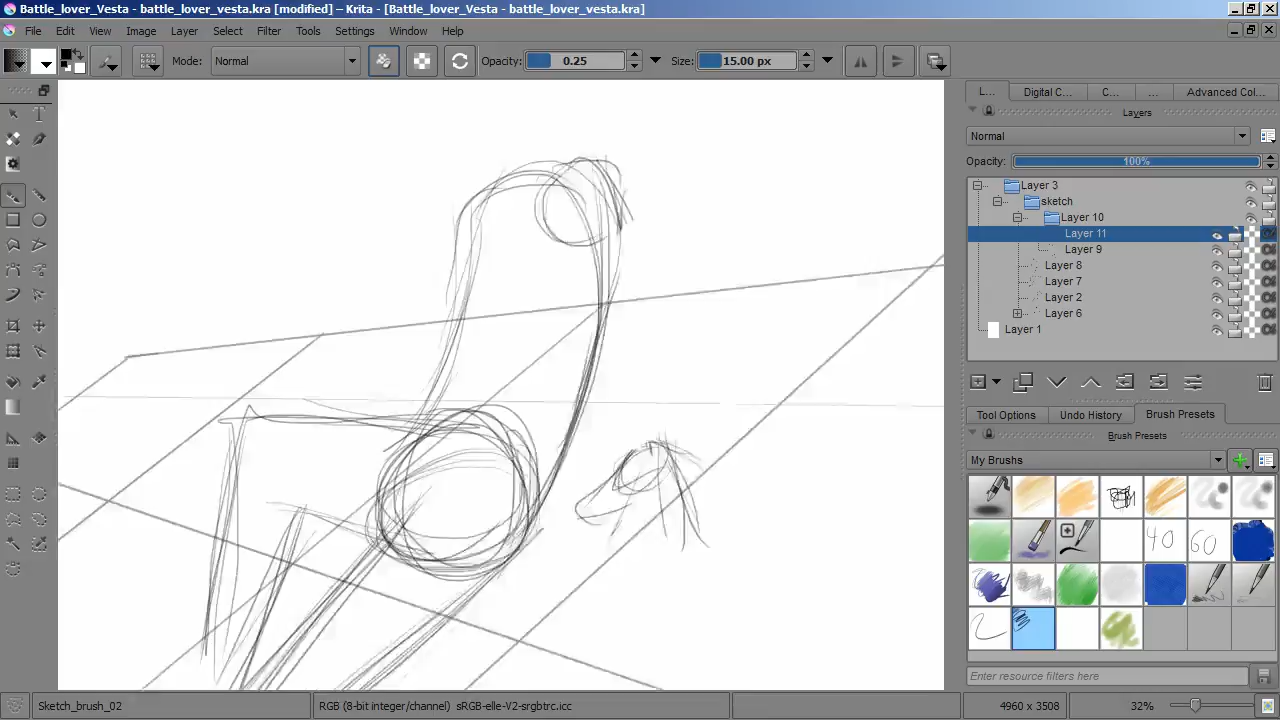 Battle_lover_Vesta - battle_lover_vesta.kra [modified] – Krita - [Battle_lover_Vesta - battle_lover_vesta.kra]
File Edit View Image Layer Select Filter Tools Settings Window Help
Mode: Normal Opacity: 0.25 Size: 15.00 px
L... Digital C... C... ... Advanced Col...
Layers
Normal
Opacity: 100%
Layer 3
sketch
Layer 10
Layer 11
Layer 9
Layer 8
Layer 7
Layer 2
Layer 6
Layer 1
Tool Options Undo History Brush Presets
Brush Presets
My Brushes
40 60
Enter resource filters here
Sketch_brush_02 RGB (8-bit integer/channel) sRGB-elle-V2-srgbtrc.icc 4960 x 3508 32%